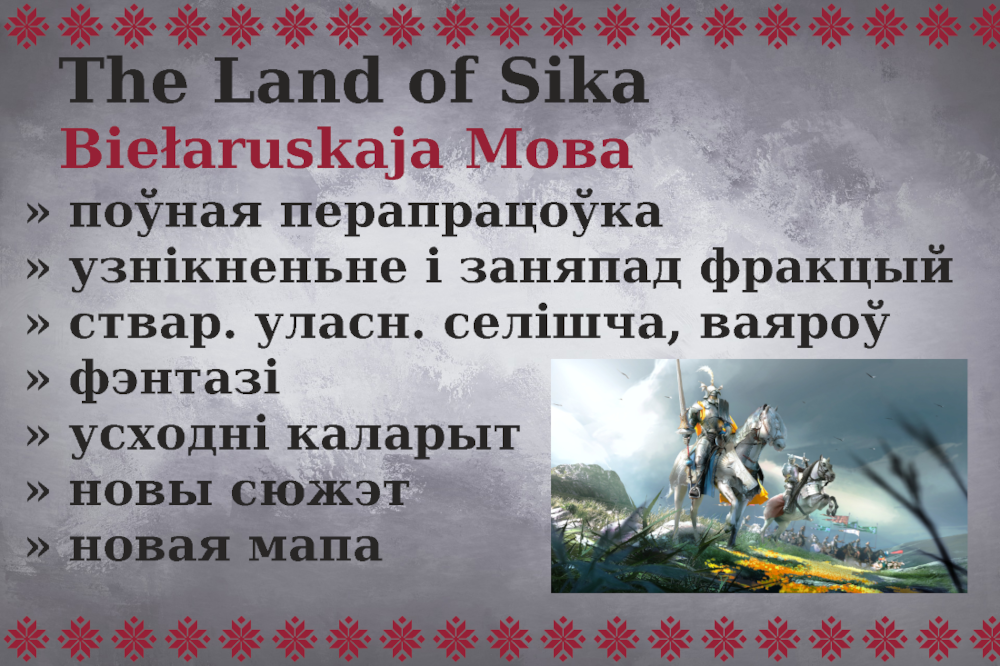 The Land of Sika
Biełaruskaja Мова
» поўная перапрацоўка
» узнікненьне і заняпад фракцый
» ствар. уласн. селішча, ваяроў
» фэнтазі
» усходні каларыт
» новы сюжэт
» новая мапа